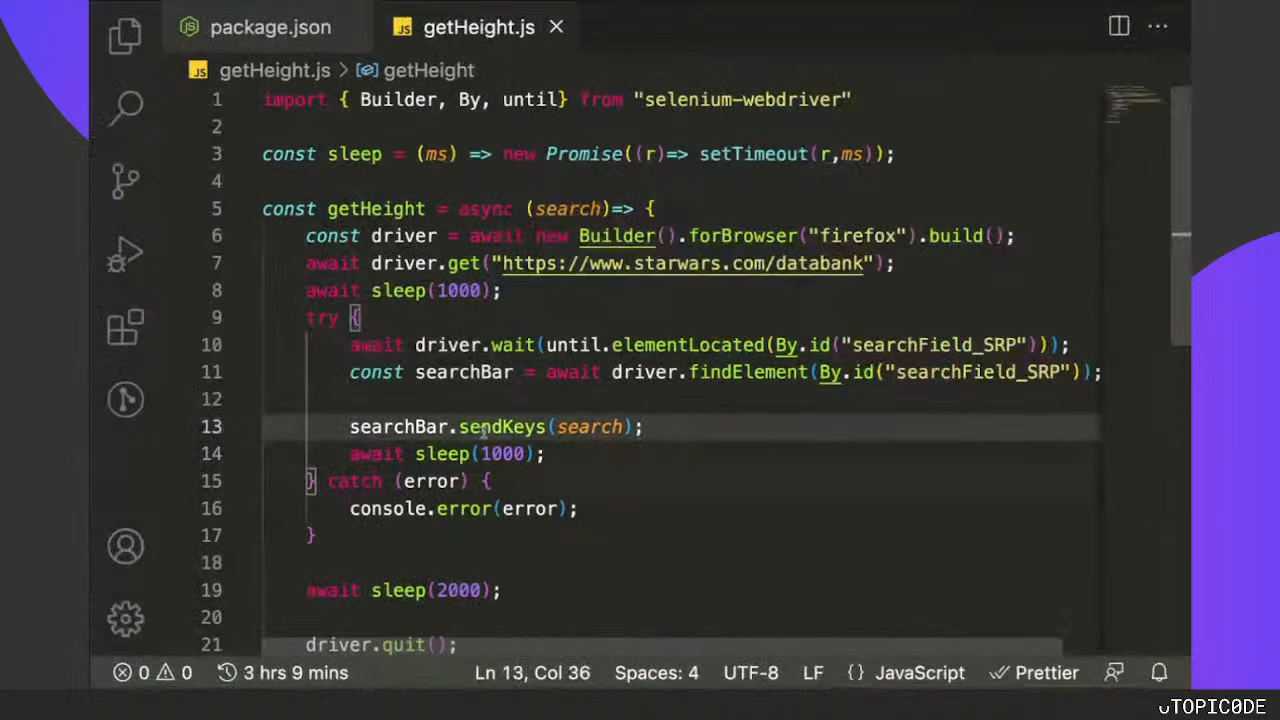 package.json
getHeight.js
getHeight.js > getHeight
1 import { Builder, By, until} from "selenium-webdriver"
2
3 const sleep = (ms) => new Promise((r)=> setTimeout(r,ms));
4
5 const getHeight = async (search)=> {
6 const driver = await new Builder().forBrowser("firefox").build();
7 await driver.get("https://www.starwars.com/databank");
8 await sleep(1000);
9 try {
10 await driver.wait(until.elementLocated(By.id("searchField_SRP")));
11 const searchBar = await driver.findElement(By.id("searchField_SRP"));
12
13 searchBar.sendKeys(search);
14 await sleep(1000);
15 } catch (error) {
16 console.error(error);
17 }
18
19 await sleep(2000);
20
21 driver.quit();
0 0 3 hrs 9 mins Ln 13, Col 36 Spaces: 4 UTF-8 LF {} JavaScript Prettier
TOPIC0DE